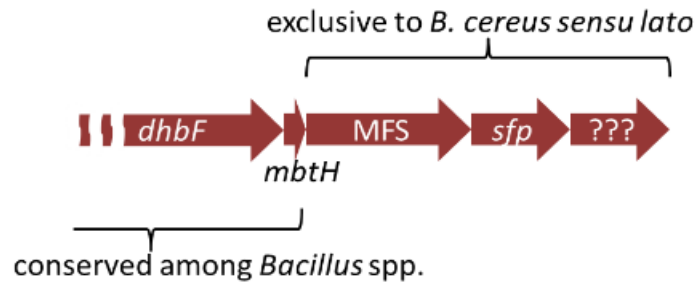 exclusive to B. cereus sensu lato
dhbF MFS sfp ???
mbtH
conserved among Bacillus spp.